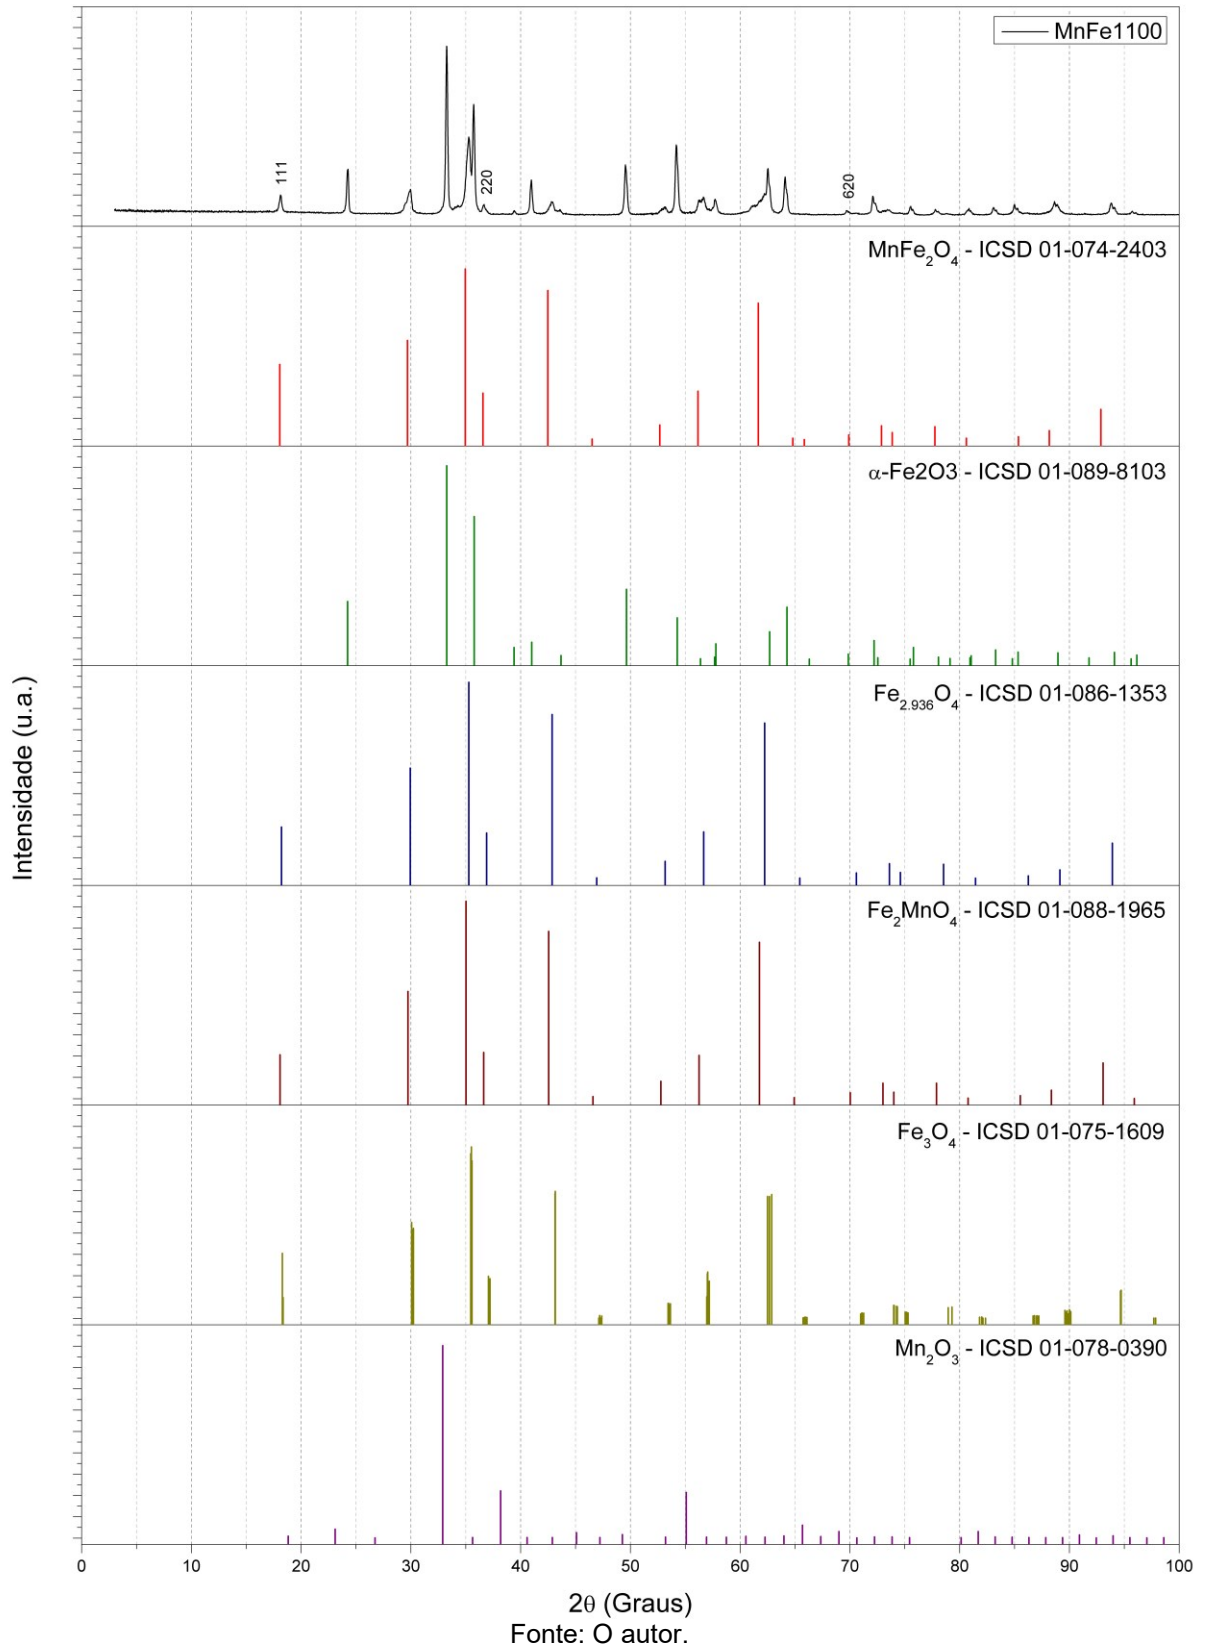 MnFe1100
111
220
620
MnFe₂O₄ - ICSD 01-074-2403
α-Fe2O3 - ICSD 01-089-8103
Fe₂.₉₃₆O₄ - ICSD 01-086-1353
Fe₂MnO₄ - ICSD 01-088-1965
Fe₃O₄ - ICSD 01-075-1609
Mn₂O₃ - ICSD 01-078-0390
Intensidade (u.a.)
0 10 20 30 40 50 60 70 80 90 100
2θ (Graus)
Fonte: O autor.